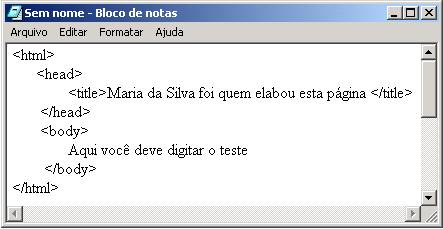 Sem nome - Bloco de notas
Arquivo Editar Formatar Ajuda
<html>
<head>
<title>Maria da Silva foi quem elabou esta página </title>
</head>
<body>
Aqui você deve digitar o teste
</body>
</html>